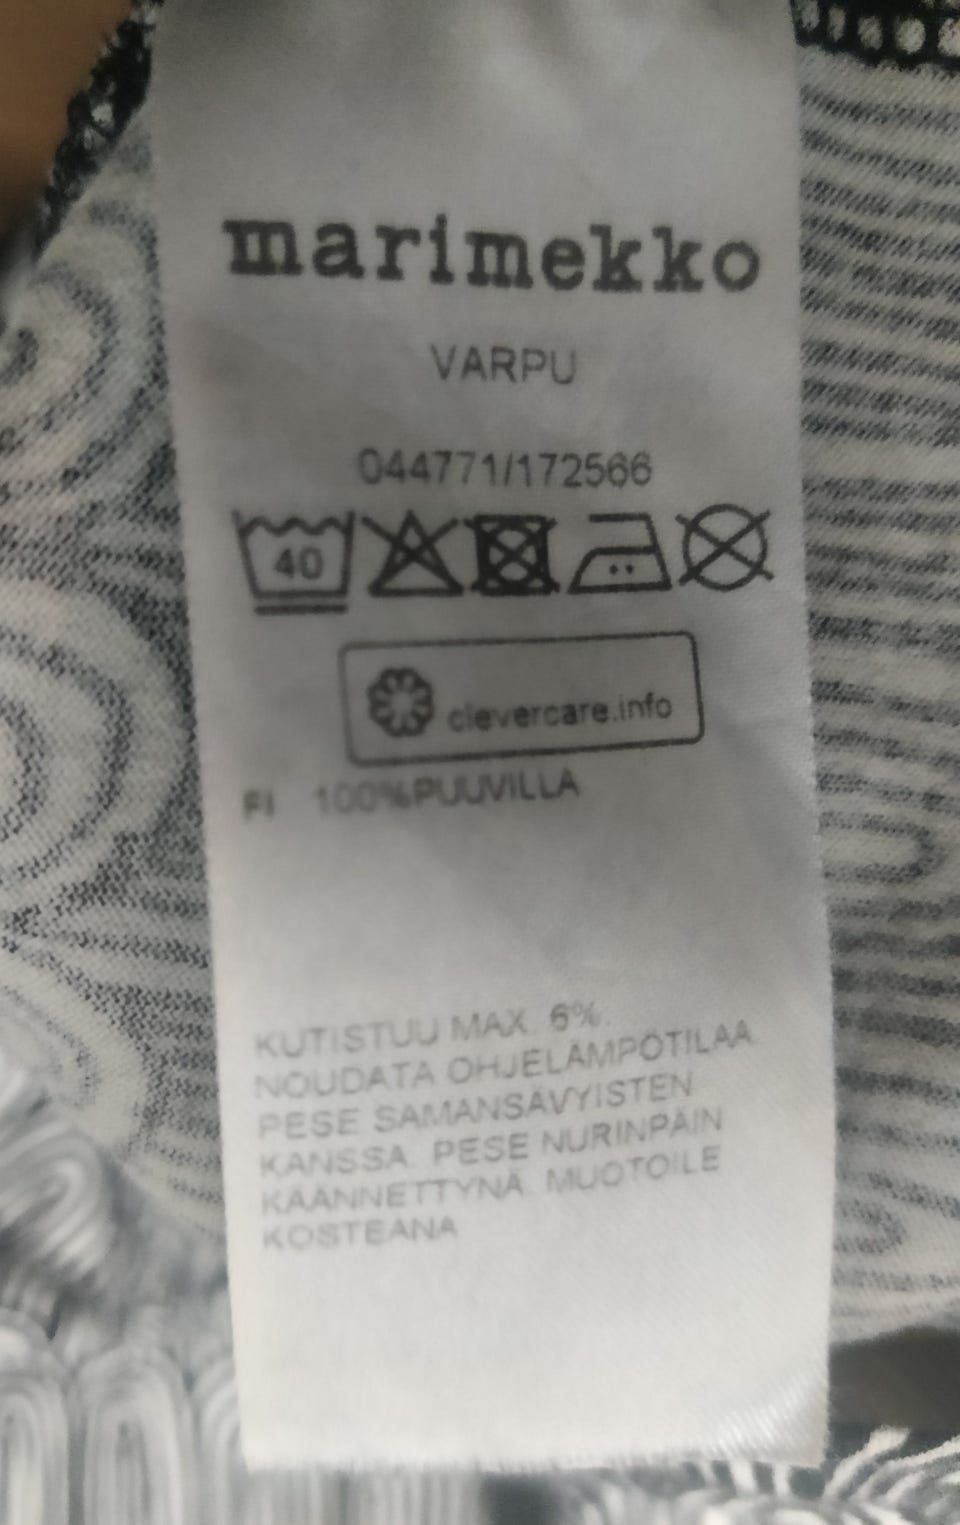 marimekko
VARPU
044771/172566
40
clevercare.info
FI 100%PUUVILLA
KUTISTUU MAX. 6%.
NOUDATA OHJELÄMPÖTILAA.
PESE SAMANSÄVYISTEN
KANSSA. PESE NURINPÄIN
KÄÄNNETTYNÄ. MUOTOILE
KOSTEANA